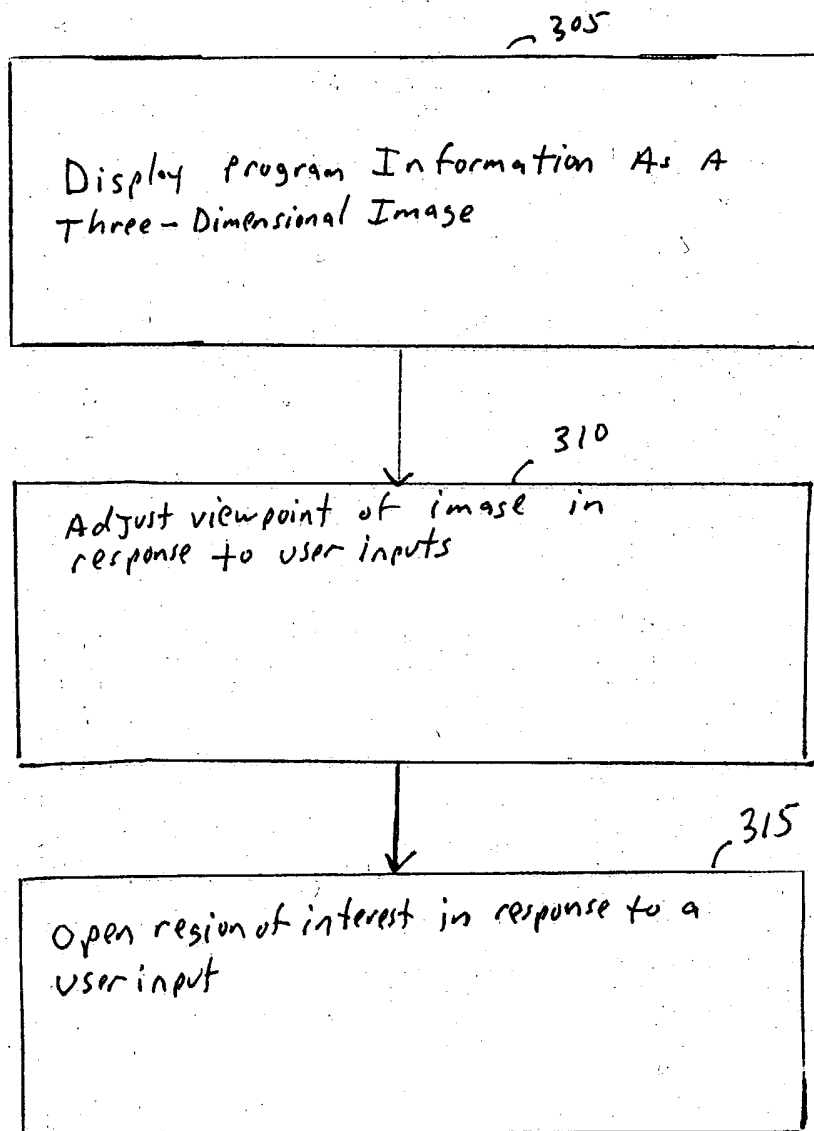 305
Display Program Information As A
Three-Dimensional Image
310
Adjust viewpoint of image in
response to user inputs
315
Open region of interest in response to a
user input